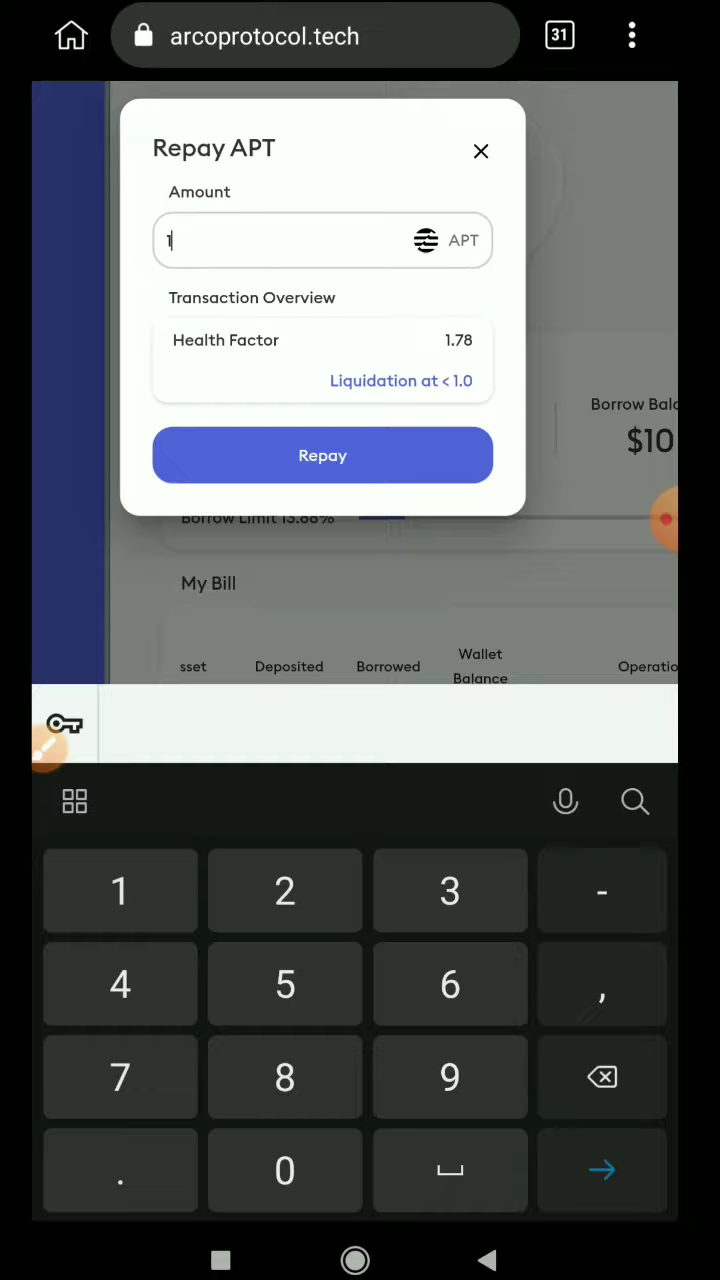 arcoprotocol.tech
31
Repay APT
Amount
1
APT
Transaction Overview
Health Factor
1.78
Liquidation at < 1.0
Repay
Borrow Bala
$10
Borrow Limit 13.88%
My Bill
sset
Deposited
Borrowed
Wallet
Balance
Operatio
1
2
3
-
4
5
6
,
7
8
9
.
0